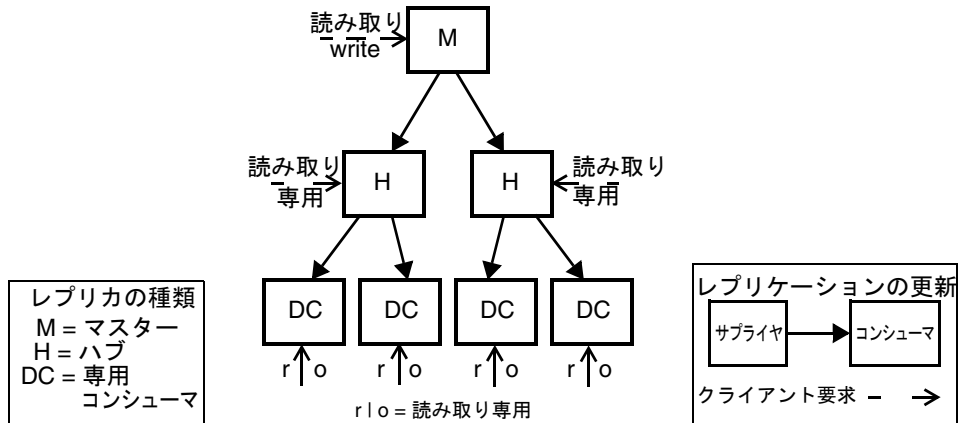 読み取り
write
M
読み取り
専用
H
H
読み取り
専用
DC
DC
DC
DC
r o
r o
r o
r o
r | o = 読み取り専用
レプリカの種類
M = マスター
H = ハブ
DC = 専用
コンシューマ
レプリケーションの更新
サプライヤ
コンシューマ
クライアント要求